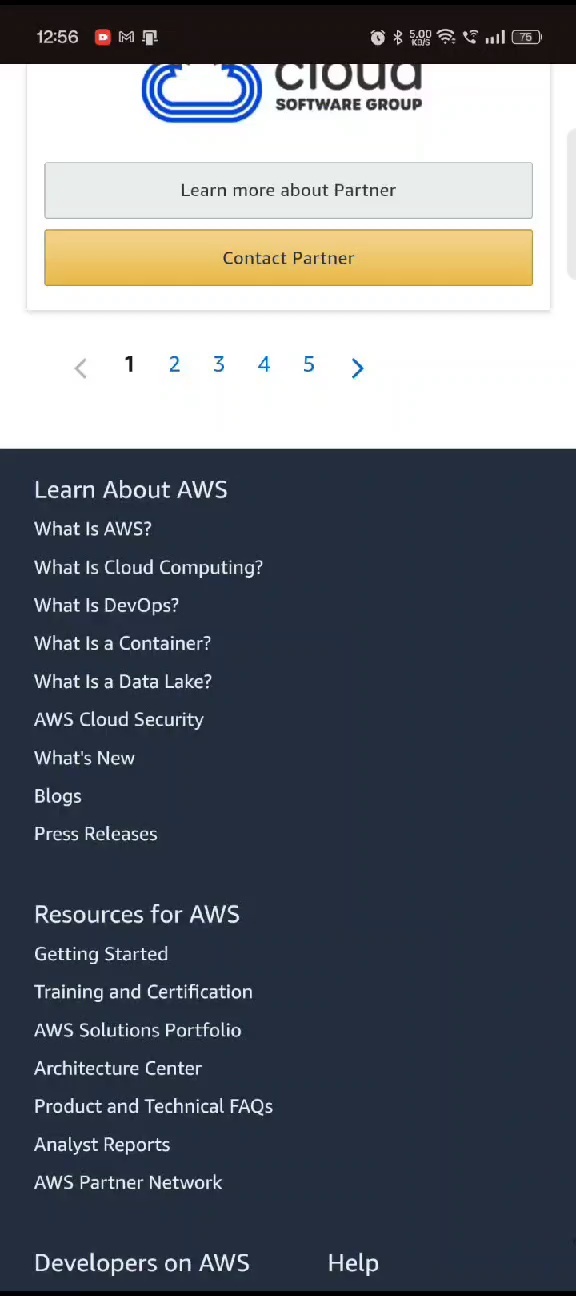 12:56 5.00 KB/S 75
cloud
SOFTWARE GROUP
Learn more about Partner
Contact Partner
1 2 3 4 5
Learn About AWS
What Is AWS?
What Is Cloud Computing?
What Is DevOps?
What Is a Container?
What Is a Data Lake?
AWS Cloud Security
What's New
Blogs
Press Releases
Resources for AWS
Getting Started
Training and Certification
AWS Solutions Portfolio
Architecture Center
Product and Technical FAQs
Analyst Reports
AWS Partner Network
Developers on AWS Help